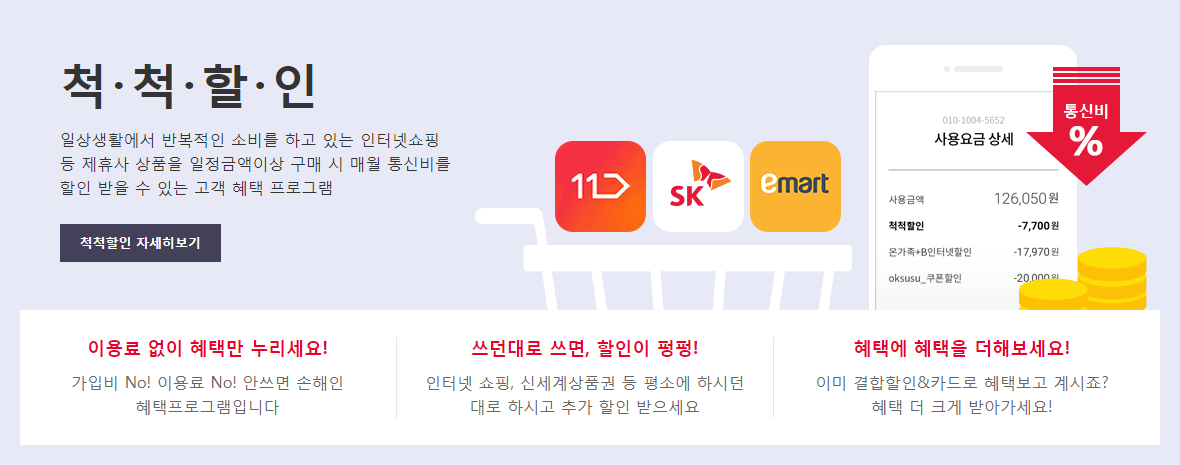 척·척·할·인
일상생활에서 반복적인 소비를 하고 있는 인터넷쇼핑
등 제휴사 상품을 일정금액이상 구매 시 매월 통신비를
할인 받을 수 있는 고객 혜택 프로그램
척척할인 자세히보기
11
SK
emart
010-1004-5652
사용요금 상세
통신비
%
사용금액 126,050원
척척할인 -7,700원
온가족+B인터넷할인 -17,970원
oksusu_쿠폰할인 -20,000원
이용료 없이 혜택만 누리세요!
가입비 No! 이용료 No! 안쓰면 손해인
혜택프로그램입니다
쓰던대로 쓰면, 할인이 펑펑!
인터넷 쇼핑, 신세계상품권 등 평소에 하시던
대로 하시고 추가 할인 받으세요
혜택에 혜택을 더해보세요!
이미 결합할인&카드로 혜택보고 계시죠?
혜택 더 크게 받아가세요!